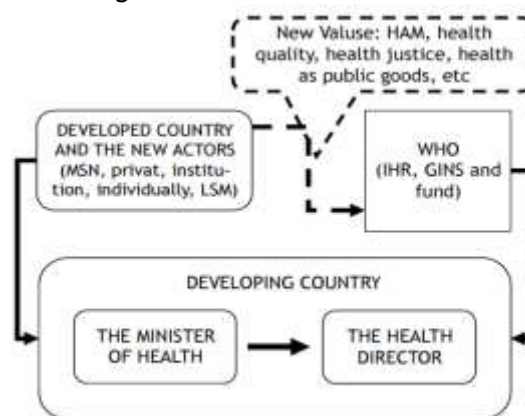 New Valuse: HAM, health
quality, health justice, health
as public goods, etc
DEVELOPED COUNTRY
AND THE NEW ACTORS
(MSN, privat, institu-
tion, individually, LSM)
WHO
(IHR, GINS and
fund)
DEVELOPING COUNTRY
THE MINISTER
OF HEALTH
THE HEALTH
DIRECTOR